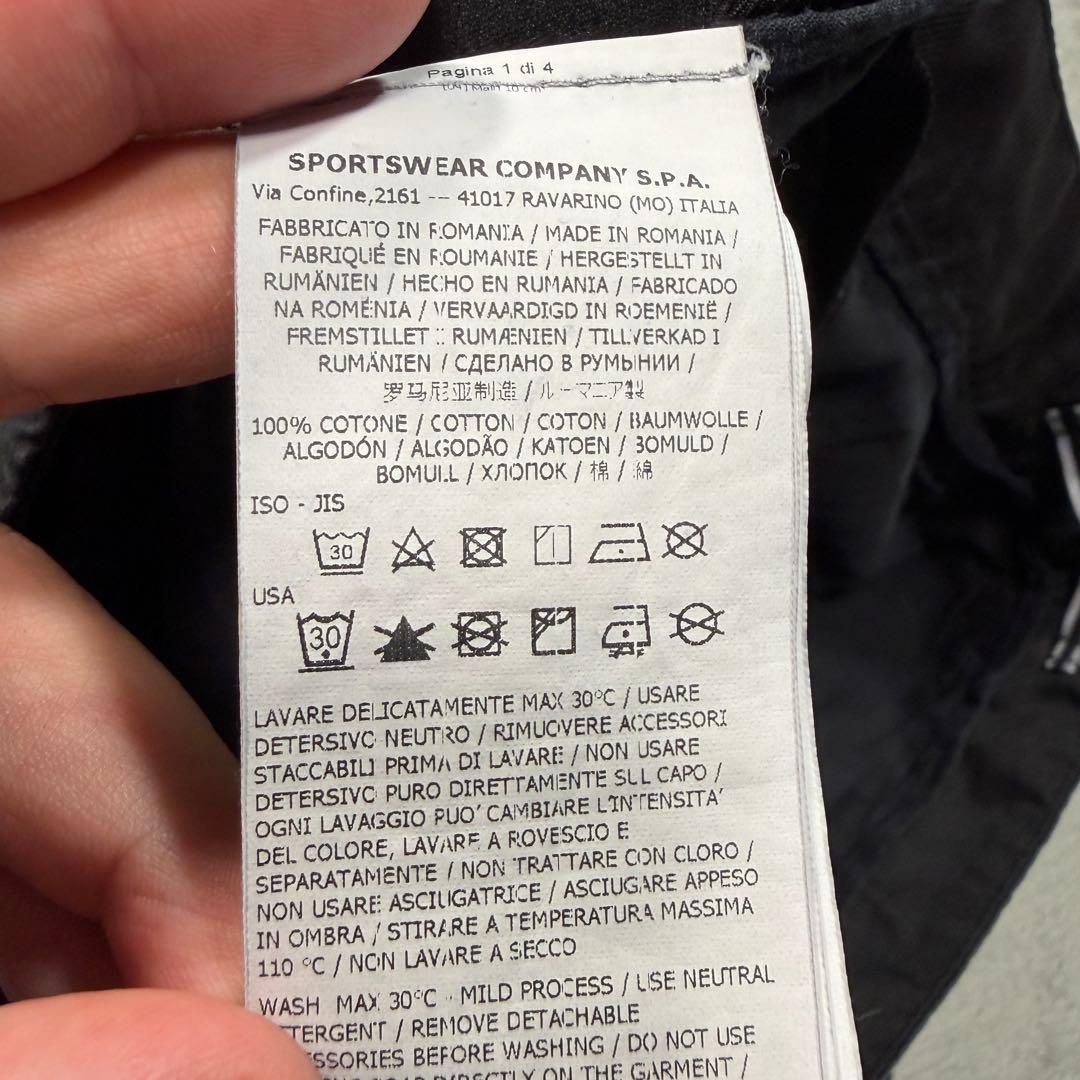 Pagina 1 di 4
SPORTSWEAR COMPANY S.P.A.
Via Confine,2161 -- 41017 RAVARINO (MO) ITALIA
FABBRICATO IN ROMANIA / MADE IN ROMANIA /
FABRIQUÉ EN ROUMANIE / HERGESTELLT IN
RUMÄNIEN / HECHO EN RUMANIA / FABRICADO
NA ROMÉNIA / VERVAARDIGD IN ROEMENIË /
FREMSTILLET I RUMÆNIEN / TILLVERKAD I
RUMÄNIEN / СДЕЛАНО В РУМЫНИИ /
罗马尼亚制造 / ルーマニア製
100% COTONE / COTTON / COTON / BAUMWOLLE /
ALGODÓN / ALGODÃO / KATOEN / BOMULD /
BOMULL / ХЛОПОК / 棉 / 綿
ISO - JIS
30
USA
30
LAVARE DELICATAMENTE MAX 30°C / USARE
DETERSIVO NEUTRO / RIMUOVERE ACCESSORI
STACCABILI PRIMA DI LAVARE / NON USARE
DETERSIVO PURO DIRETTAMENTE SUL CAPO /
OGNI LAVAGGIO PUO' CAMBIARE L'INTENSITA'
DEL COLORE, LAVARE A ROVESCIO E
SEPARATAMENTE / NON TRATTARE CON CLORO /
NON USARE ASCIUGATRICE / ASCIUGARE APPESO
IN OMBRA / STIRARE A TEMPERATURA MASSIMA
110 °C / NON LAVARE A SECCO
WASH MAX 30°C - MILD PROCESS / USE NEUTRAL
TERGENT / REMOVE DETACHABLE
SSORIES BEFORE WASHING / DO NOT USE
DIRECTLY ON THE GARMENT /